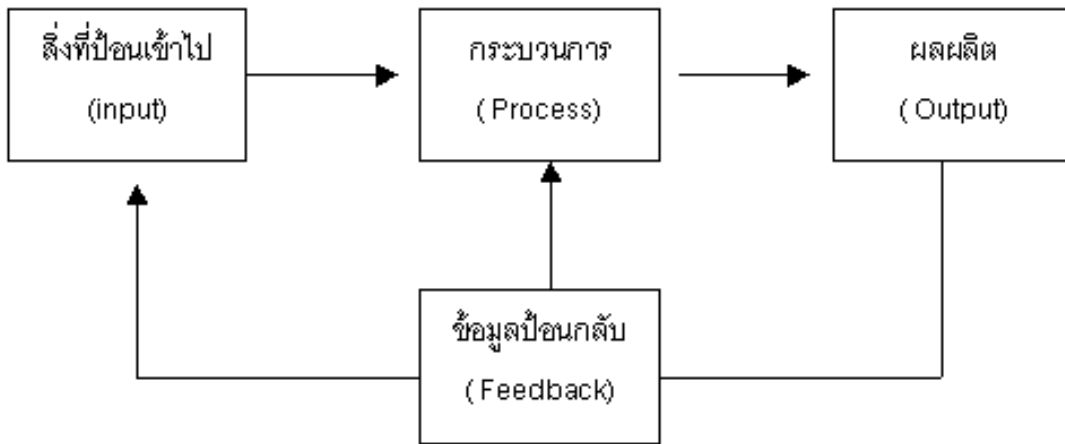 สิ่งที่ป้อนเข้าไป
(input)
กระบวนการ
( Process)
ผลผลิต
( Output)
ข้อมูลป้อนกลับ
( Feedback)